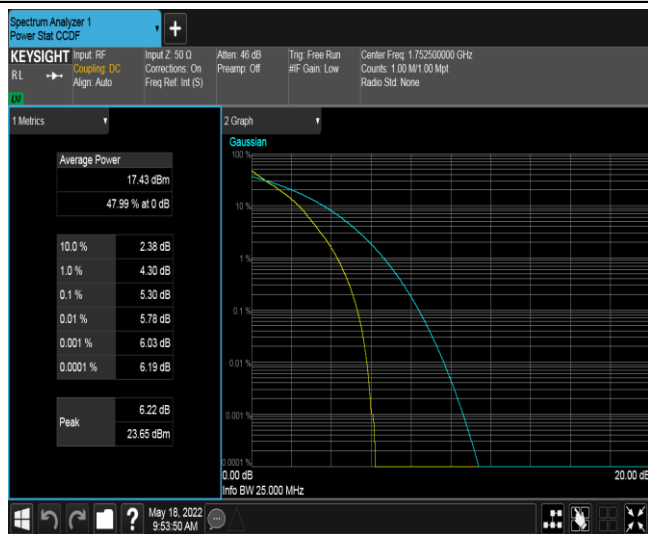 Spectrum Analyzer 1
Power Stat CCDF
+
KEYSIGHT
RL
LW
Input: RF
Coupling: DC
Align: Auto
Input Z: 50 Ω
Corrections: On
Freq Ref: Int (S)
Atten: 46 dB
Preamp: Off
Trig: Free Run
#IF Gain: Low
Center Freq: 1.752500000 GHz
Counts: 1.00 M/1.00 Mpt
Radio Std: None
1 Metrics
Average Power
17.43 dBm
47.99 % at 0 dB
10.0 % 2.38 dB
1.0 % 4.30 dB
0.1 % 5.30 dB
0.01 % 5.78 dB
0.001 % 6.03 dB
0.0001 % 6.19 dB
Peak
6.22 dB
23.65 dBm
2 Graph
Gaussian
100 %
10 %
1 %
0.1 %
0.01 %
0.001 %
0.0001 %
0.00 dB 20.00 dB
Info BW 25.000 MHz
?
May 18, 2022
9:53:50 AM